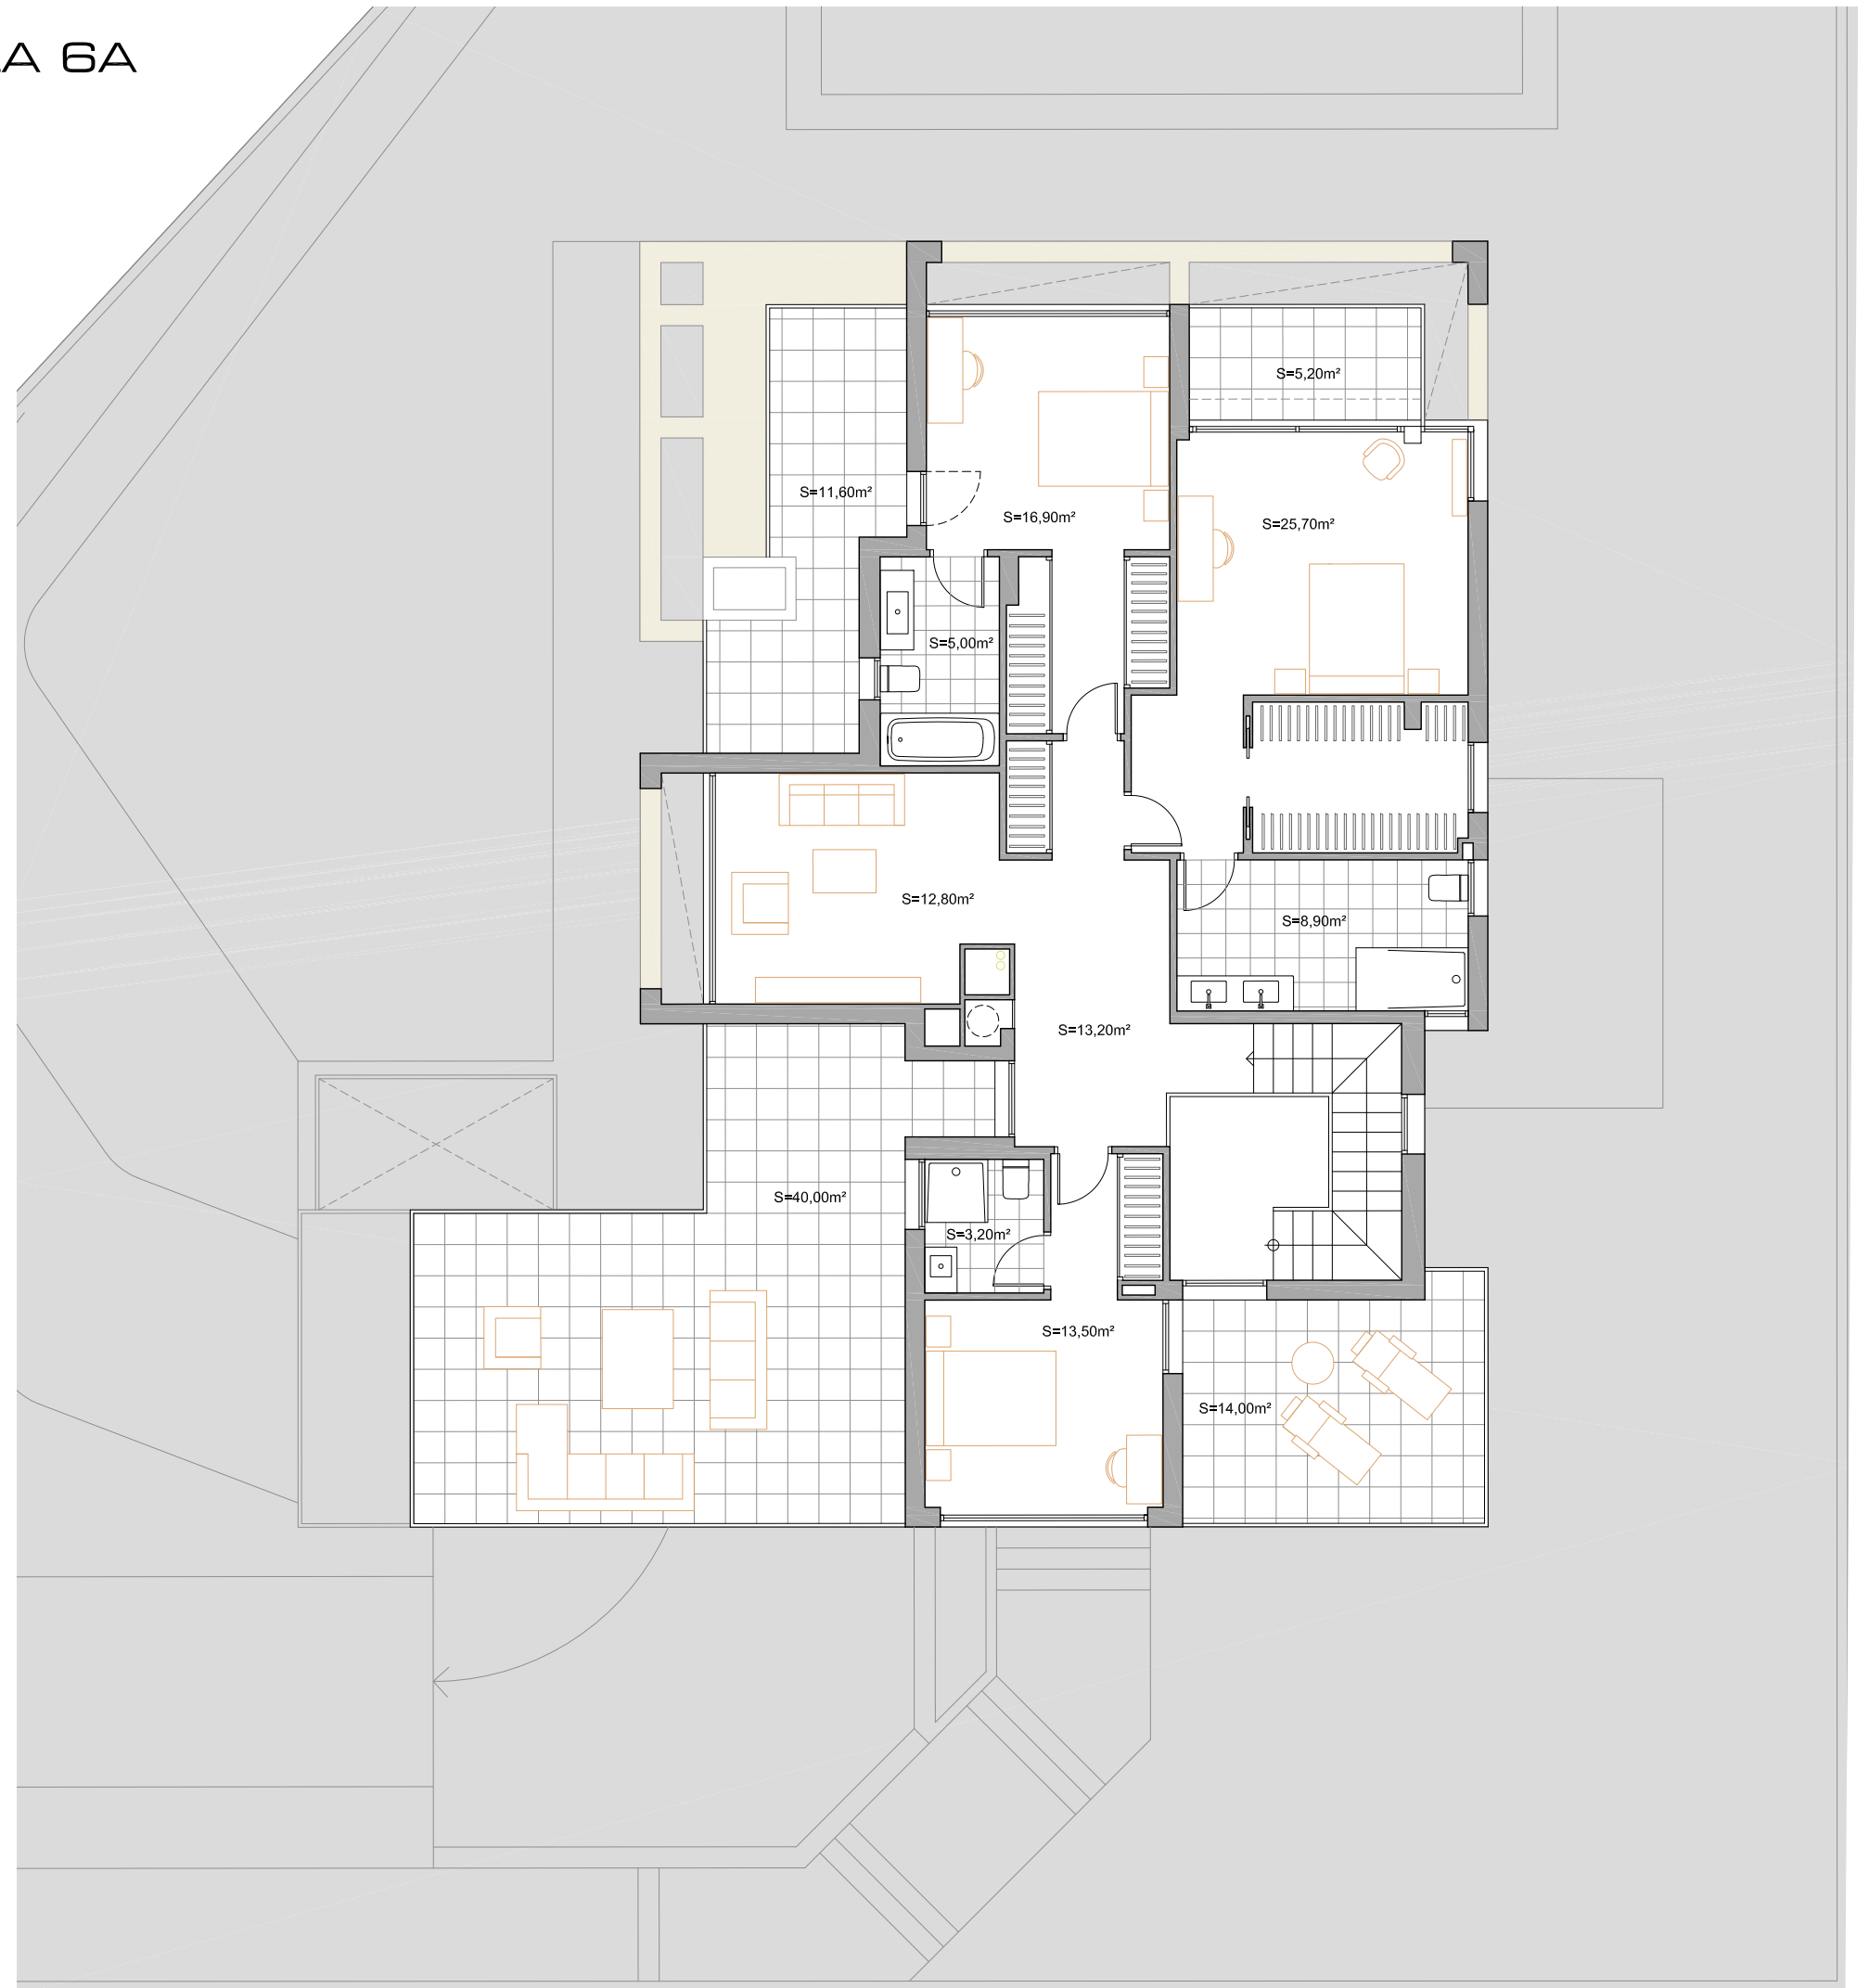 6A
S=5,20m²
S=11,60m²
S=16,90m²
S=25,70m²
S=5,00m²
S=12,80m²
S=8,90m²
S=13,20m²
S=40,00m²
S=3,20m²
S=13,50m²
S=14,00m²